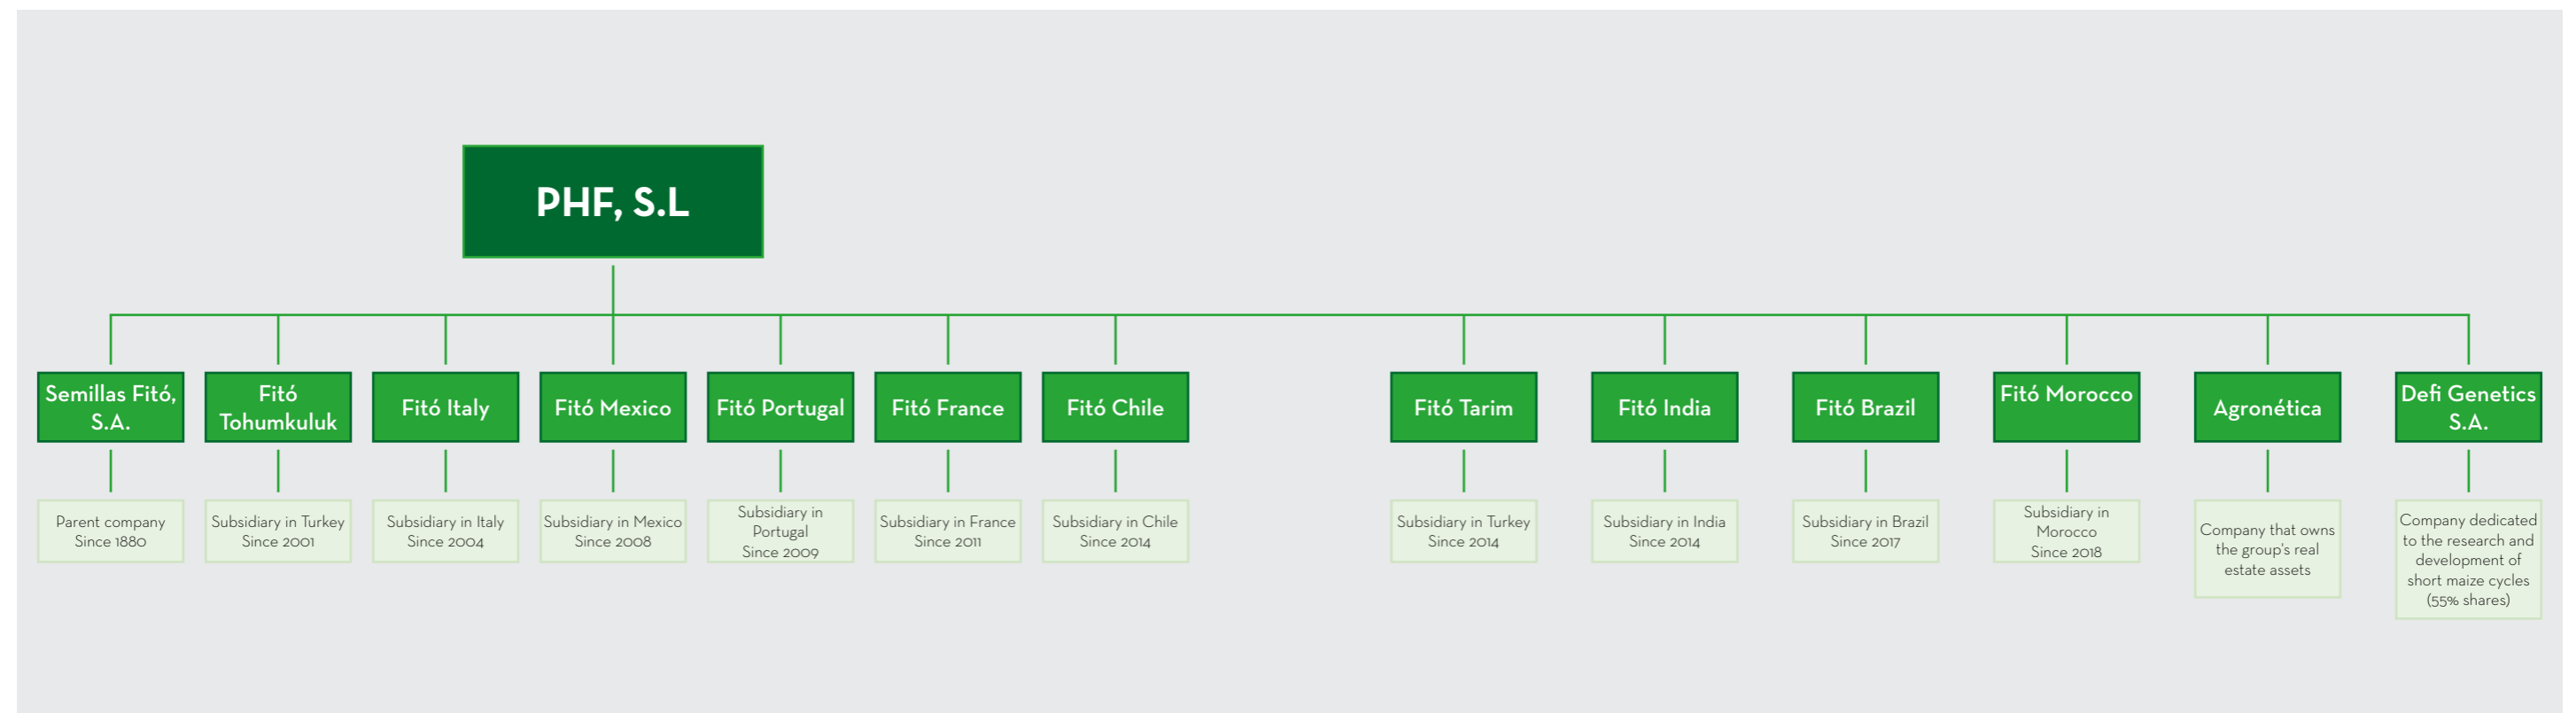 PHF, S.L
Semillas Fitó,
S.A.
Fitó
Tohumkuluk
Fitó Italy
Fitó Mexico
Fitó Portugal
Fitó France
Fitó Chile
Fitó Tarim
Fitó India
Fitó Brazil
Fitó Morocco
Agronética
Defi Genetics
S.A.
Parent company
Since 1880
Subsidiary in Turkey
Since 2001
Subsidiary in Italy
Since 2004
Subsidiary in Mexico
Since 2008
Subsidiary in
Portugal
Since 2009
Subsidiary in France
Since 2011
Subsidiary in Chile
Since 2014
Subsidiary in Turkey
Since 2014
Subsidiary in India
Since 2014
Subsidiary in Brazil
Since 2017
Subsidiary in
Morocco
Since 2018
Company that owns
the group's real
estate assets
Company dedicated
to the research and
development of
short maize cycles
(55% shares)